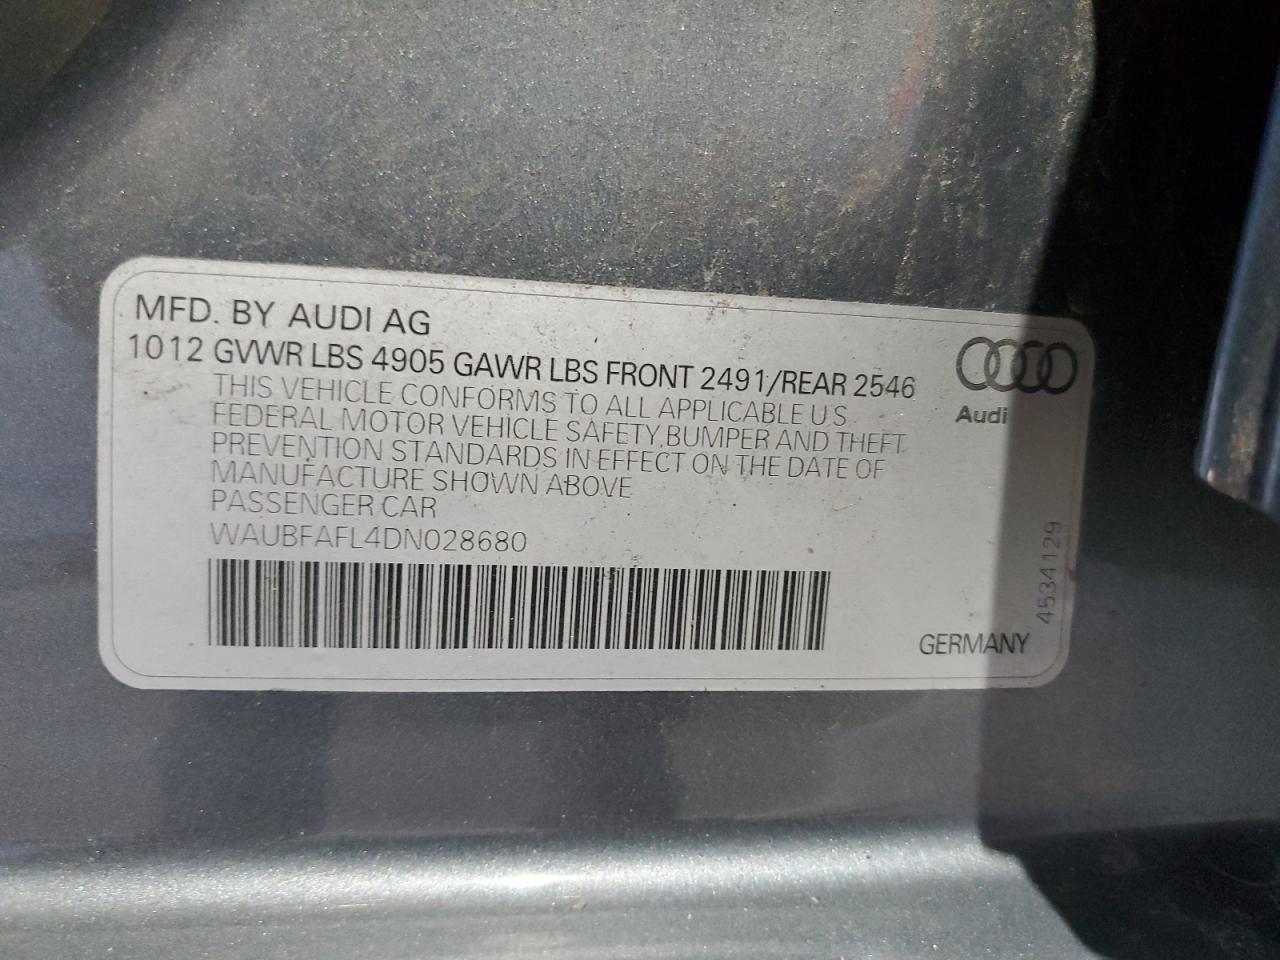 MFD. BY AUDI AG
1012 GVWR LBS 4905 GAWR LBS FRONT 2491/REAR 2546
THIS VEHICLE CONFORMS TO ALL APPLICABLE U.S.
FEDERAL MOTOR VEHICLE SAFETY, BUMPER AND THEFT
PREVENTION STANDARDS IN EFFECT ON THE DATE OF
MANUFACTURE SHOWN ABOVE
PASSENGER CAR
WAUBFAFL4DN028680
Audi
4534129
GERMANY